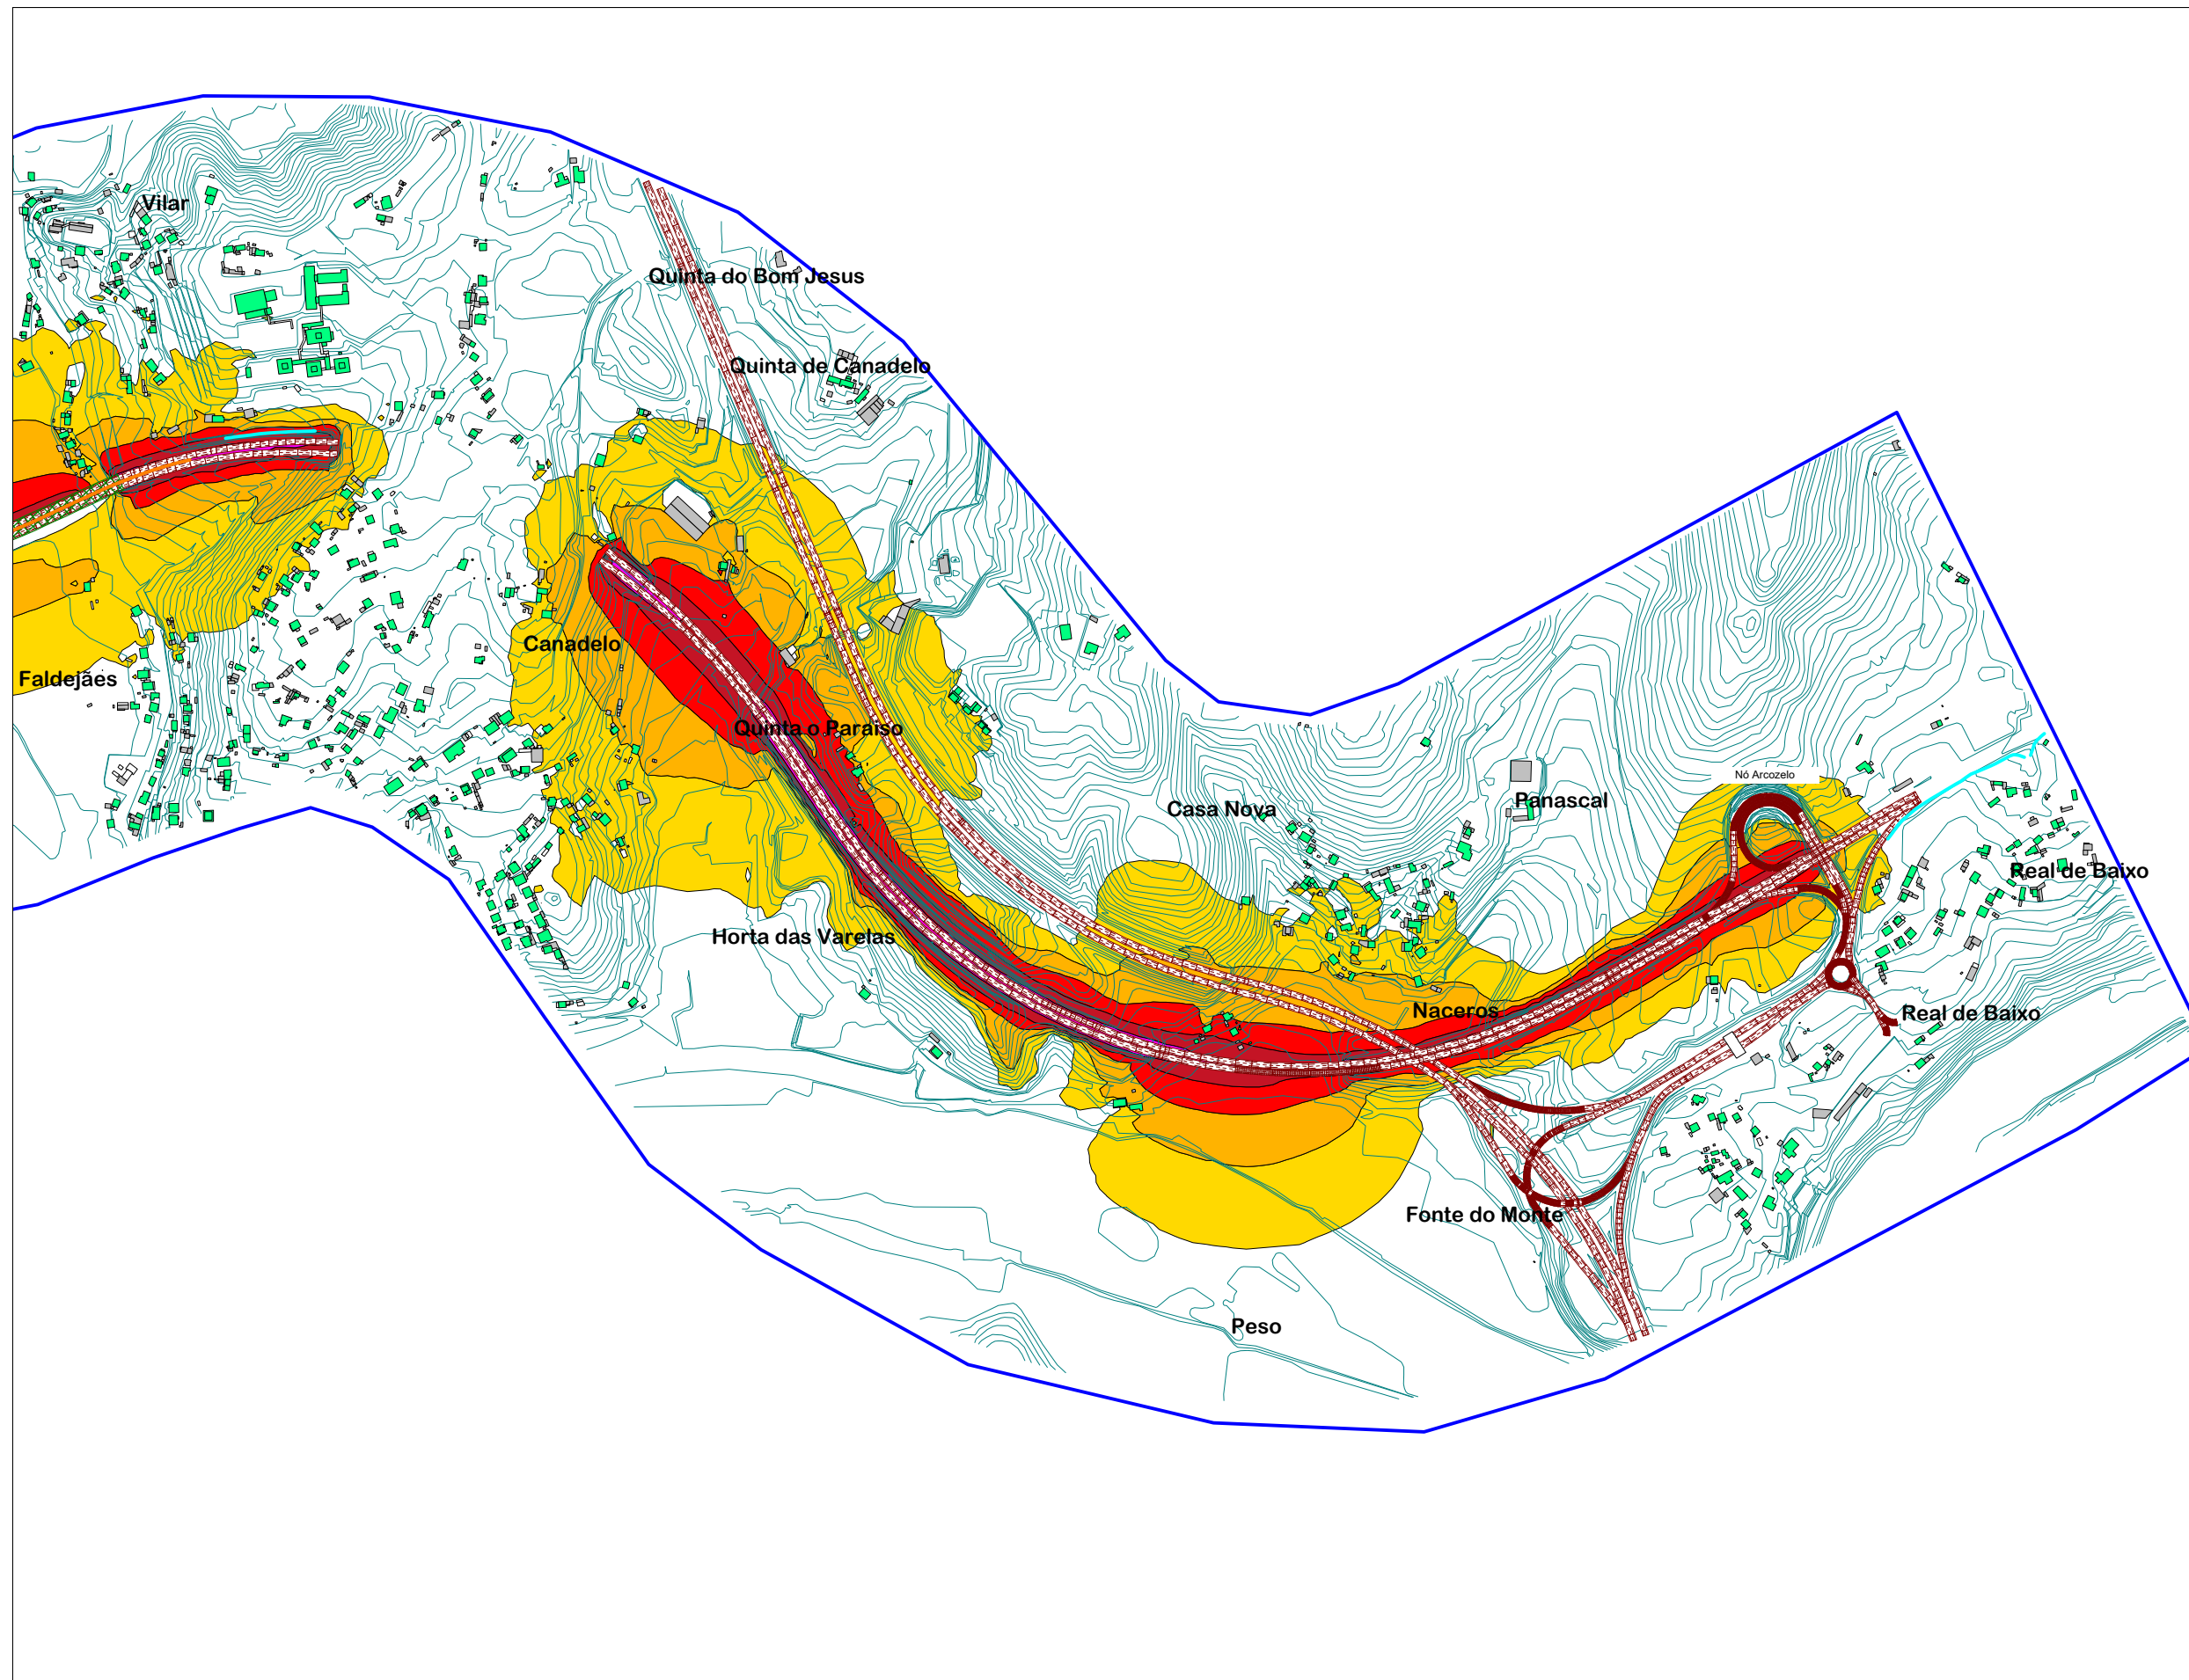 Vilar
Quinta do Bom Jesus
Quinta de Canadelo
Canadelo
Faldejães
Quinta o Paraiso
Nó Arcozelo
Panascal
Casa Nova
Real de Baixo
Horta das Varelas
Naceros
Real de Baixo
Fonte do Monte
Peso